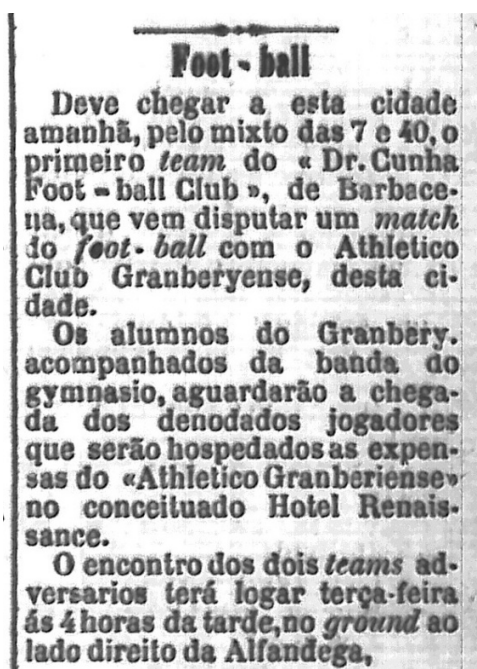 Foot-ball
Deve chegar a esta cidade
amanhã, pelo mixto das 7 e 40, o
primeiro team do «Dr. Cunha
Foot-ball Club», de Barbace-
na, que vem disputar um match
do foot-ball com o Athletico
Club Granberyense, desta ci-
dade.
Os alumnos do Granbery.
acompanhados da banda do
gymnasio, aguardarão a chega-
da dos denodados jogadores
que serão hospedados as expen-
sas do «Athletico Granberiense»
no conceituado Hotel Renais-
sance.
O encontro dos dois teams ad-
versarios terá logar terça-feira
ás 4 horas da tarde, no ground ao
lado direito da Alfandega.